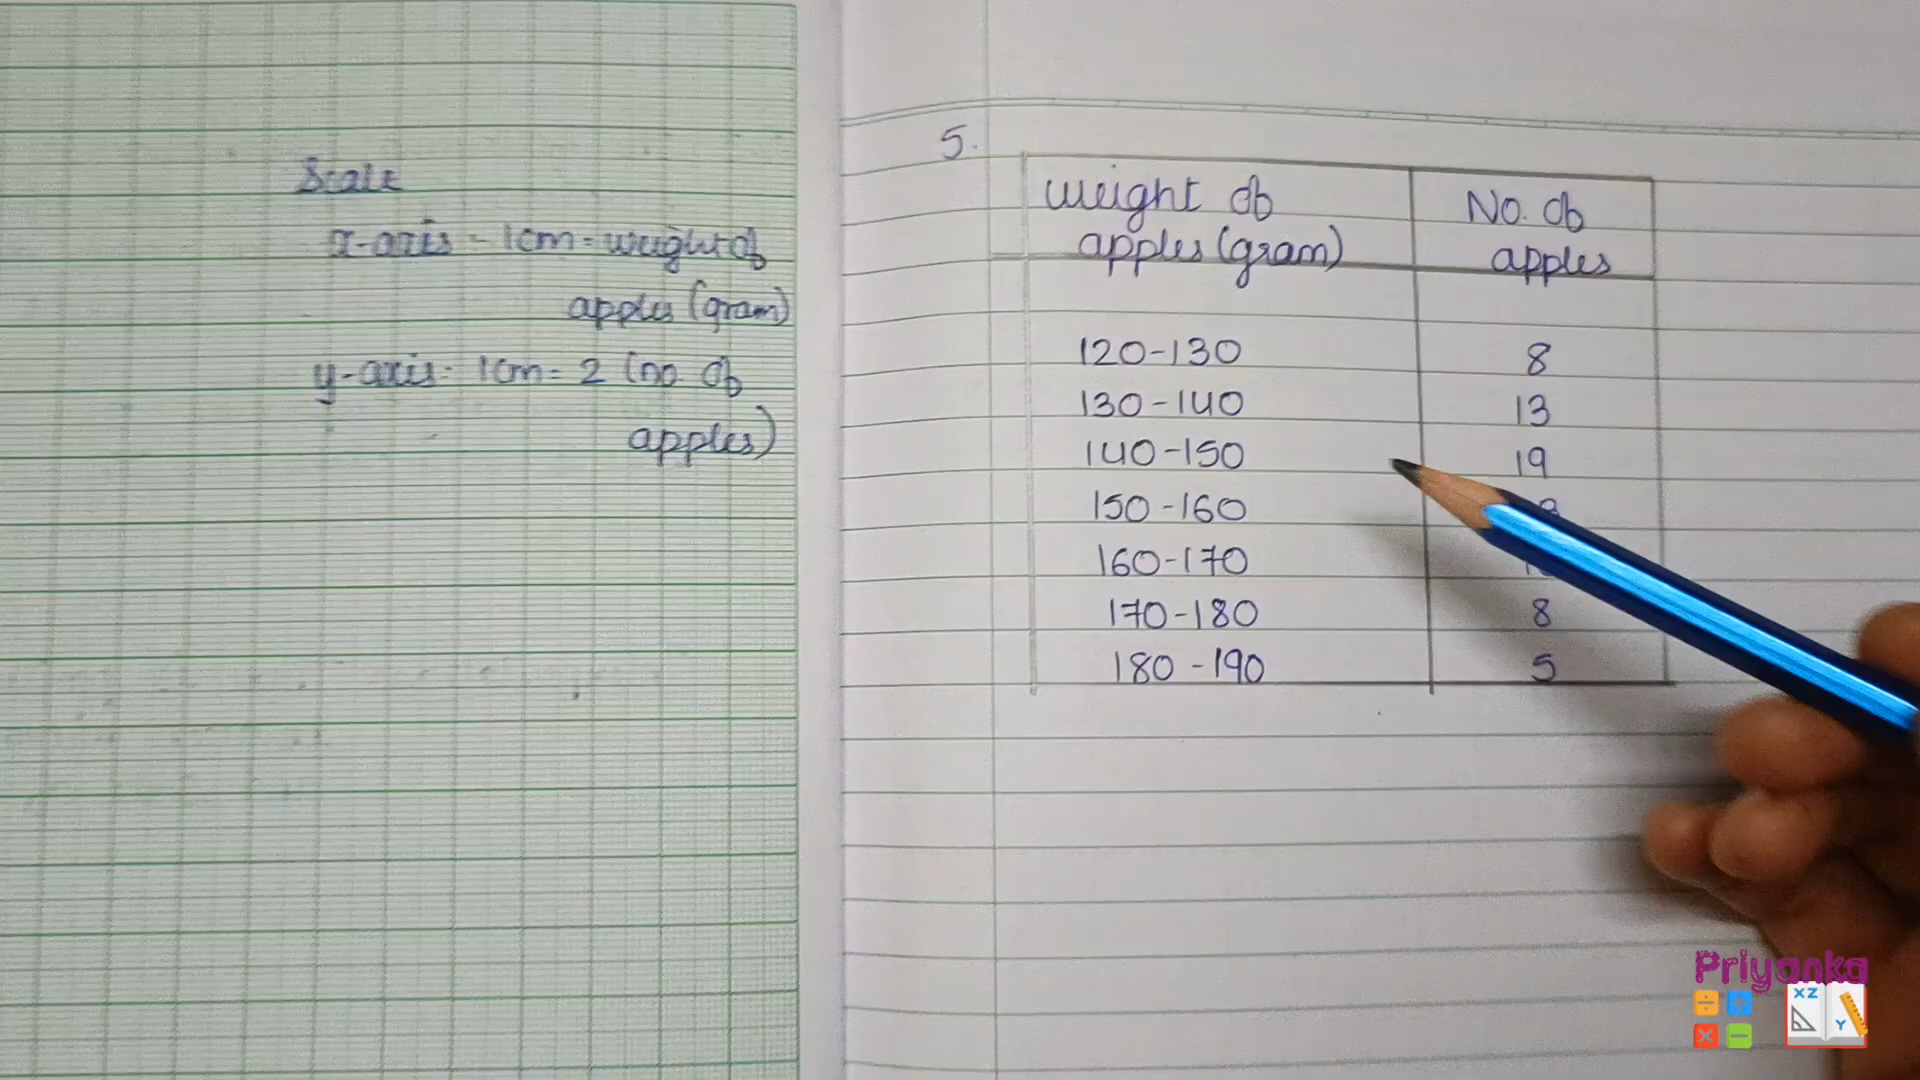 Scale
x-axis - 1cm = weight of
apples (gram)
y-axis - 1cm = 2 (no. of
apples)
5.
weight of
apples (gram)
No. of
apples
120-130 8
130-140 13
140-150 19
150-160
160-170
170-180 8
180-190 5
Priyanka
XZ
Y